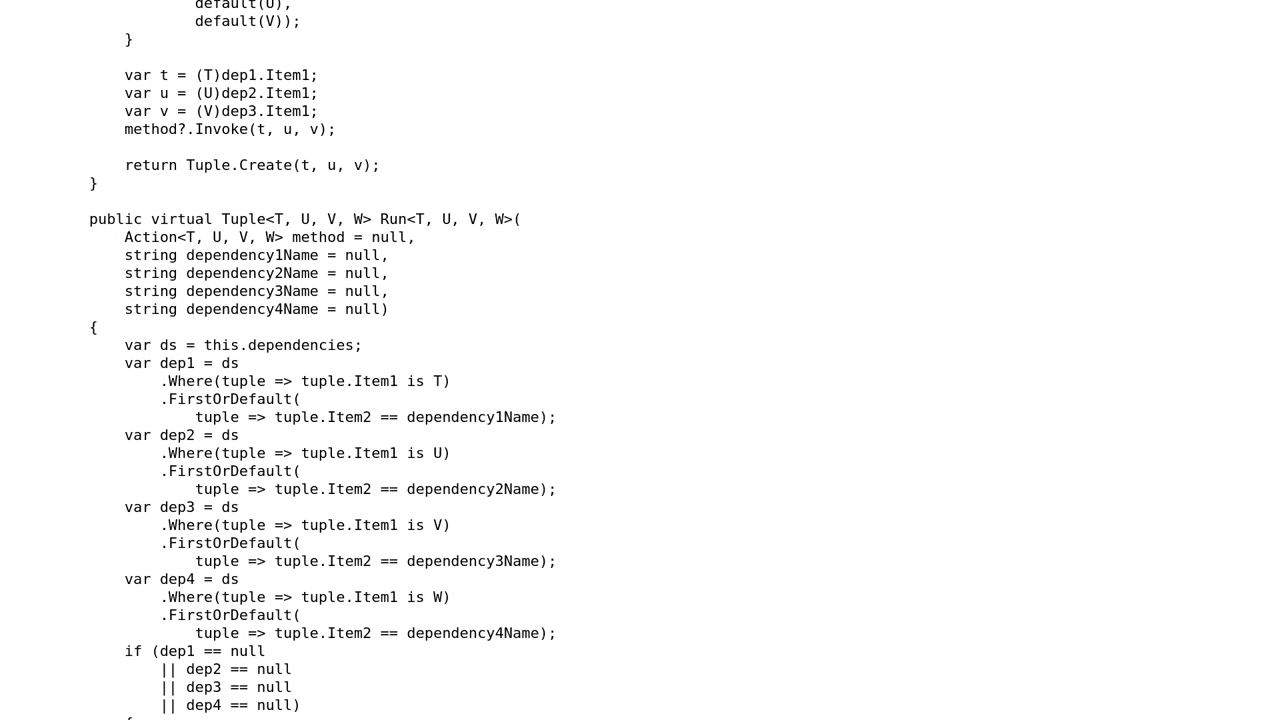 default(U),
default(V));
}
var t = (T)dep1.Item1;
var u = (U)dep2.Item1;
var v = (V)dep3.Item1;
method?.Invoke(t, u, v);
return Tuple.Create(t, u, v);
}
public virtual Tuple<T, U, V, W> Run<T, U, V, W>(
Action<T, U, V, W> method = null,
string dependency1Name = null,
string dependency2Name = null,
string dependency3Name = null,
string dependency4Name = null)
{
var ds = this.dependencies;
var dep1 = ds
.Where(tuple => tuple.Item1 is T)
.FirstOrDefault(
tuple => tuple.Item2 == dependency1Name);
var dep2 = ds
.Where(tuple => tuple.Item1 is U)
.FirstOrDefault(
tuple => tuple.Item2 == dependency2Name);
var dep3 = ds
.Where(tuple => tuple.Item1 is V)
.FirstOrDefault(
tuple => tuple.Item2 == dependency3Name);
var dep4 = ds
.Where(tuple => tuple.Item1 is W)
.FirstOrDefault(
tuple => tuple.Item2 == dependency4Name);
if (dep1 == null
|| dep2 == null
|| dep3 == null
|| dep4 == null)
{